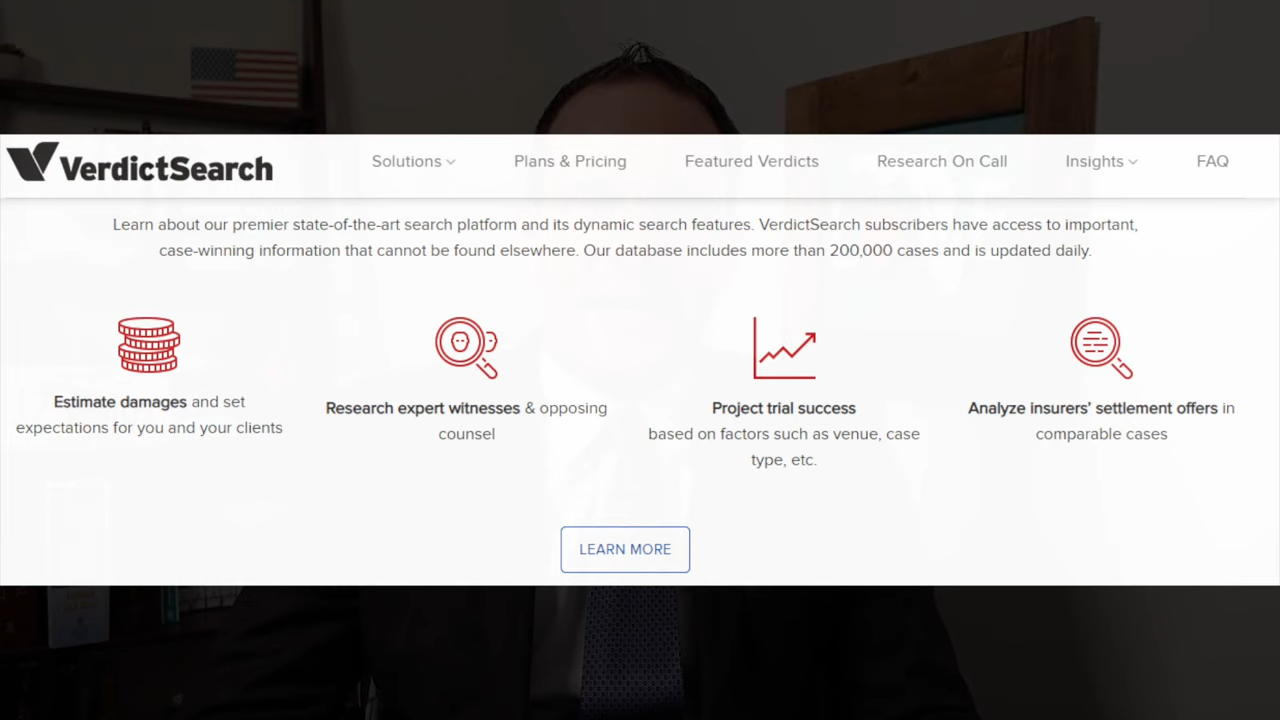 VerdictSearch
Solutions
Plans & Pricing
Featured Verdicts
Research On Call
Insights
FAQ
Learn about our premier state-of-the-art search platform and its dynamic search features. VerdictSearch subscribers have access to important,
case-winning information that cannot be found elsewhere. Our database includes more than 200,000 cases and is updated daily.
Estimate damages and set
expectations for you and your clients
Research expert witnesses & opposing
counsel
Project trial success
based on factors such as venue, case
type, etc.
Analyze insurers’ settlement offers in
comparable cases
LEARN MORE